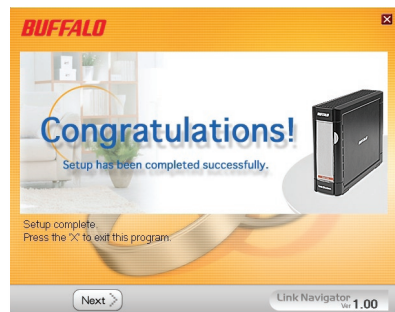 BUFFALO
Congratulations!
Setup has been completed successfully.
Setup complete.
Press the "X" to exit this program.
Next
Link Navigator
Ver 1.00